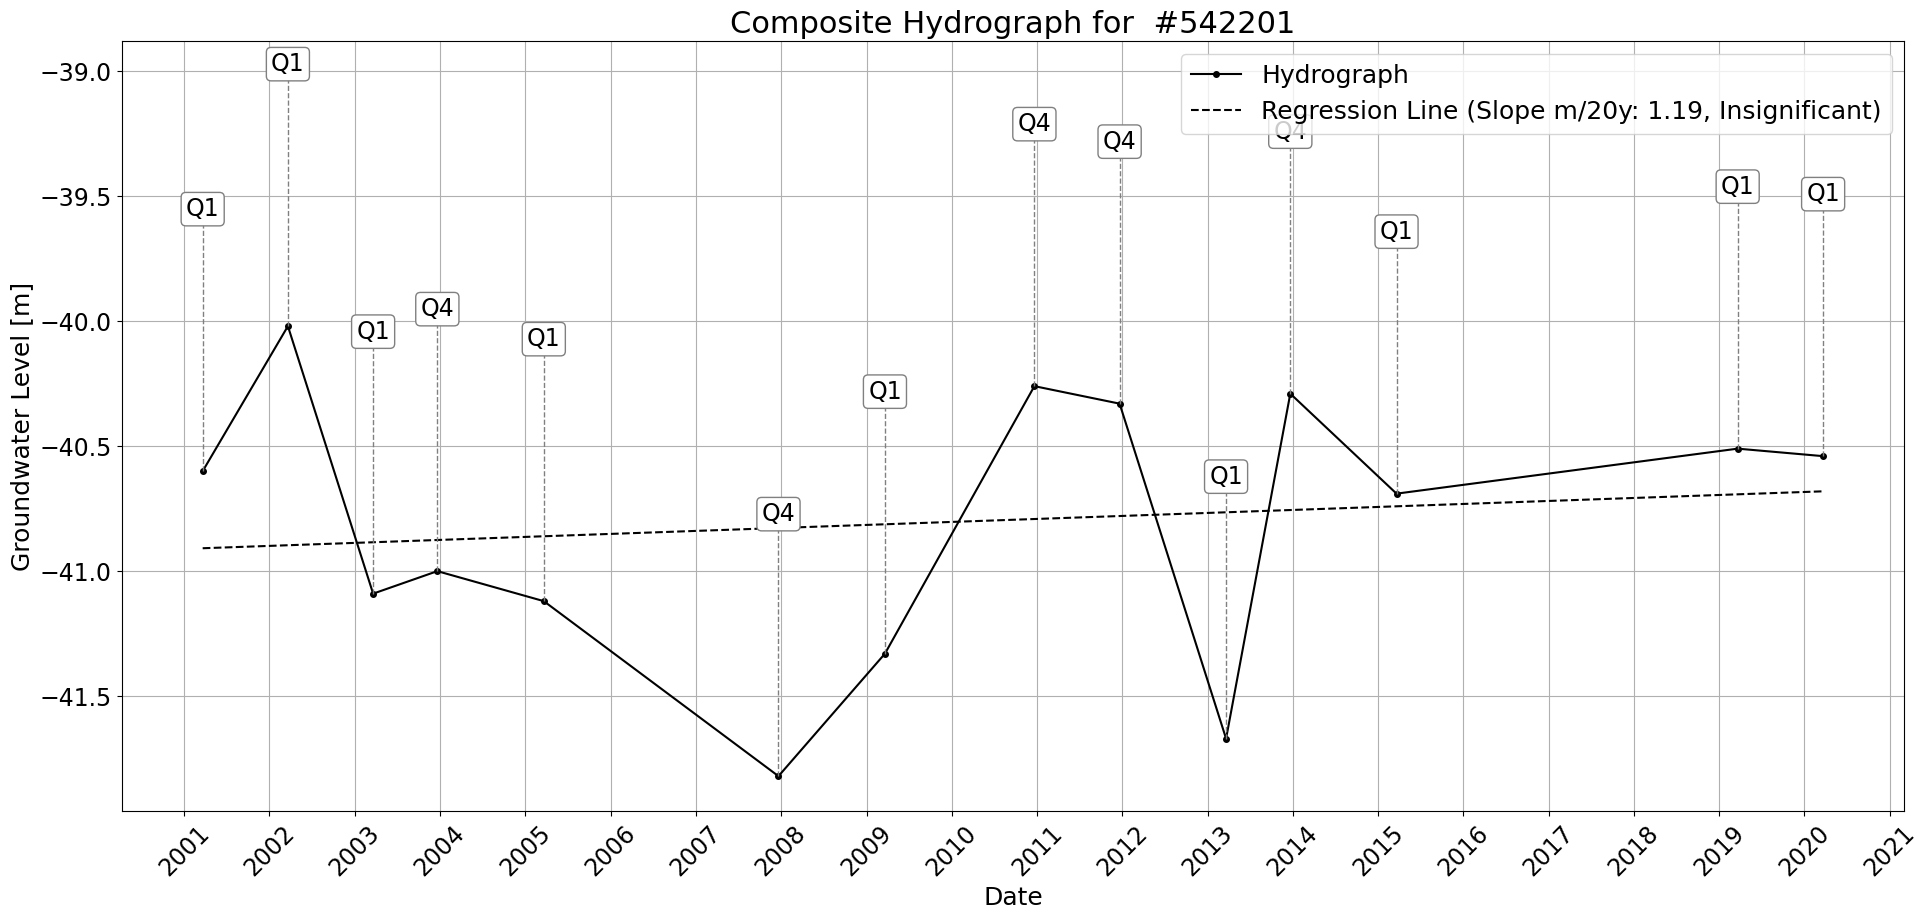 Composite Hydrograph for  #542201
Hydrograph
Regression Line (Slope m/20y: 1.19, Insignificant)
Q1
Q1
Q1
Q4
Q1
Q4
Q1
Q4
Q4
Q1
Q4
Q1
Q1
Q1
Groundwater Level [m]
−39.0
−39.5
−40.0
−40.5
−41.0
−41.5
2001
2002
2003
2004
2005
2006
2007
2008
2009
2010
2011
2012
2013
2014
2015
2016
2017
2018
2019
2020
2021
Date